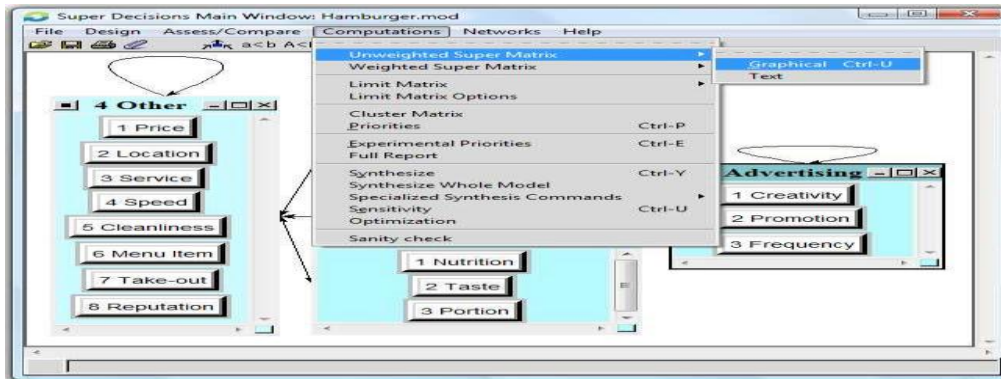 Super Decisions Main Window: Hamburger.mod
File Design Assess/Compare Computations Networks Help
a<b A<
Unweighted Super Matrix
Weighted Super Matrix
Limit Matrix
Limit Matrix Options
Cluster Matrix
Priorities Ctrl-P
Experimental Priorities Ctrl-E
Full Report
Synthesize Ctrl-Y
Synthesize Whole Model
Specialized Synthesis Commands
Sensitivity Ctrl-U
Optimization
Sanity check
Graphical Ctrl-U
Text
4 Other
1 Price
2 Location
3 Service
4 Speed
5 Cleanliness
6 Menu Item
7 Take-out
8 Reputation
1 Nutrition
2 Taste
3 Portion
Advertising
1 Creativity
2 Promotion
3 Frequency